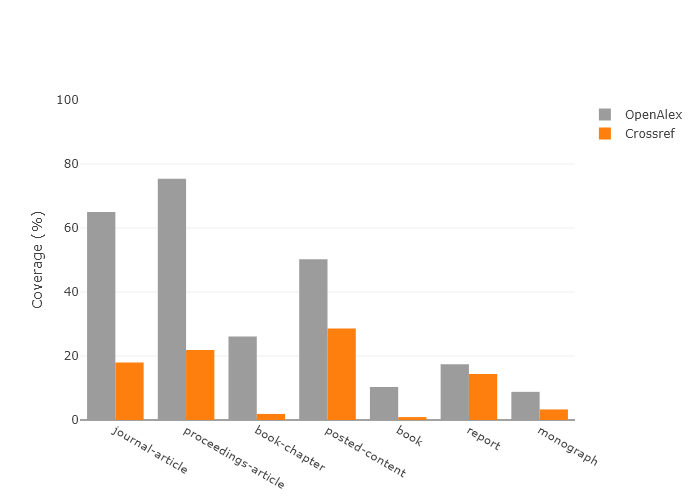 100
80
60
40
20
0
Coverage (%)
journal-article
proceedings-article
book-chapter
posted-content
book
report
monograph
OpenAlex
Crossref